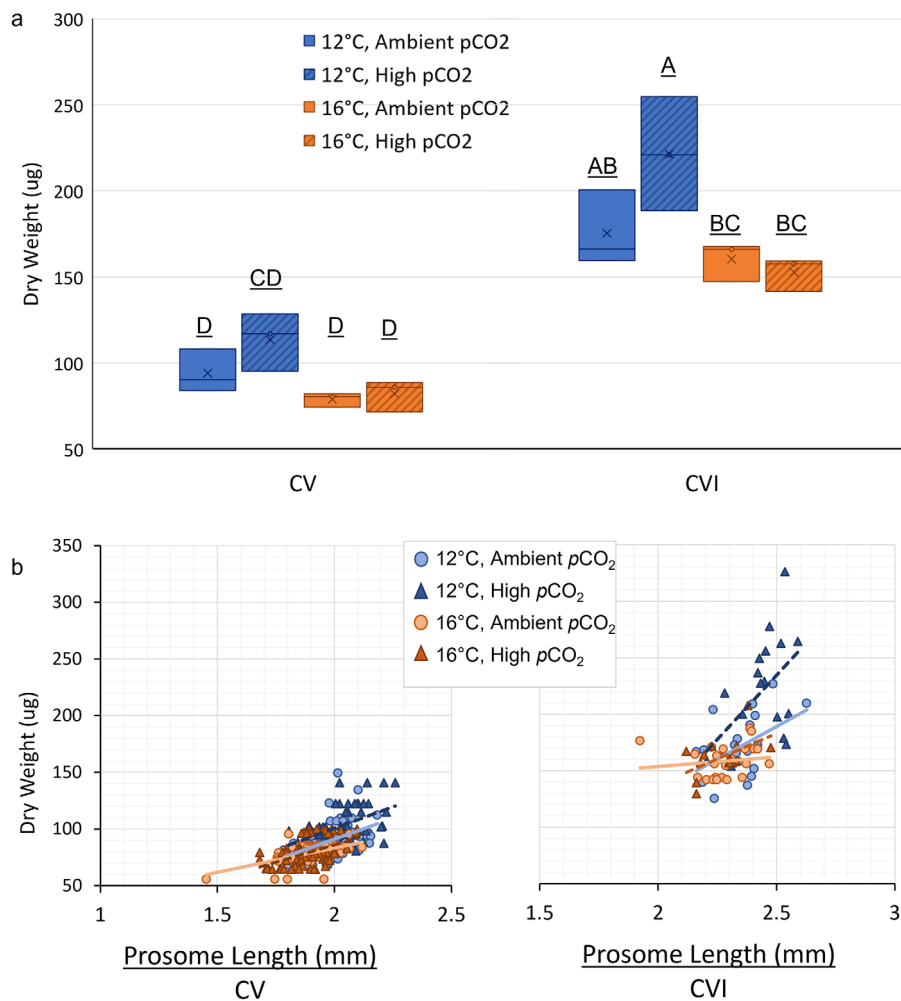 a
300
250
200
150
100
50
Dry Weight (ug)
12°C, Ambient pCO2
12°C, High pCO2
16°C, Ambient pCO2
16°C, High pCO2
D
CD
D
D
AB
A
BC
BC
CV
CVI
b
350
300
250
200
150
100
50
Dry Weight (ug)
12°C, Ambient pCO₂
12°C, High pCO₂
16°C, Ambient pCO₂
16°C, High pCO₂
1
1.5
2
2.5
1.5
2
2.5
3
Prosome Length (mm)
CV
Prosome Length (mm)
CVI